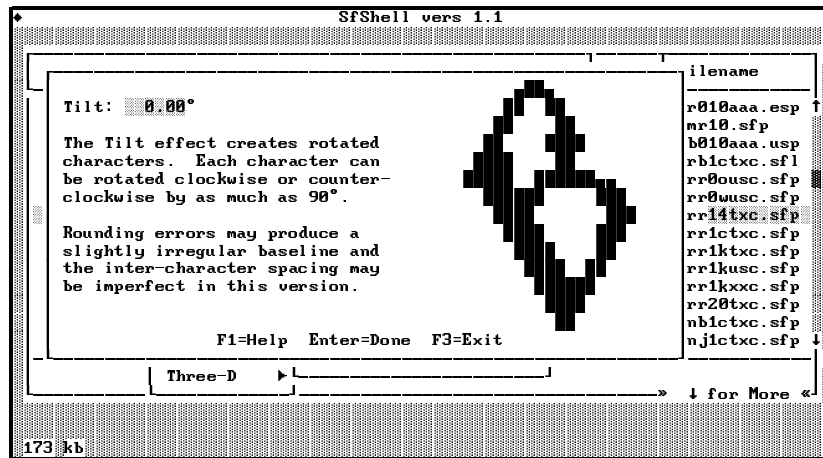 SfShell vers 1.1
ilename
Tilt: 0.00°
r010aaa.esp ↑
mr10.sfp
The Tilt effect creates rotated
b010aaa.usp
characters. Each character can
rb1ctxc.sfl
be rotated clockwise or counter-
rr0ousc.sfp
clockwise by as much as 90°.
rr0wusc.sfp
rr14txc.sfp
Rounding errors may produce a
rr1ctxc.sfp
slightly irregular baseline and
rr1ktxc.sfp
the inter-character spacing may
rr1kusc.sfp
be imperfect in this version.
rr1kxxc.sfp
rr20txc.sfp
nb1ctxc.sfp
F1=Help Enter=Done F3=Exit
nj1ctxc.sfp ↓
Three-D ►
» ↓ for More «
173 kb